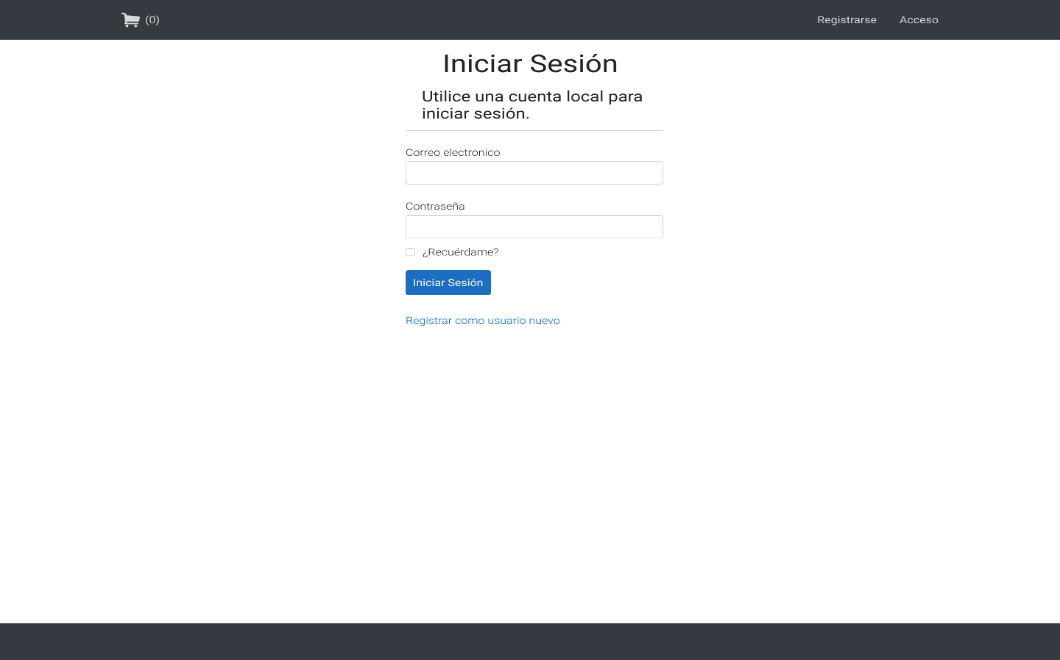 (0)
Registrarse
Acceso
Iniciar Sesión
Utilice una cuenta local para
iniciar sesión.
Correo electronico
Contraseña
¿Recuérdame?
Iniciar Sesión
Registrar como usuario nuevo